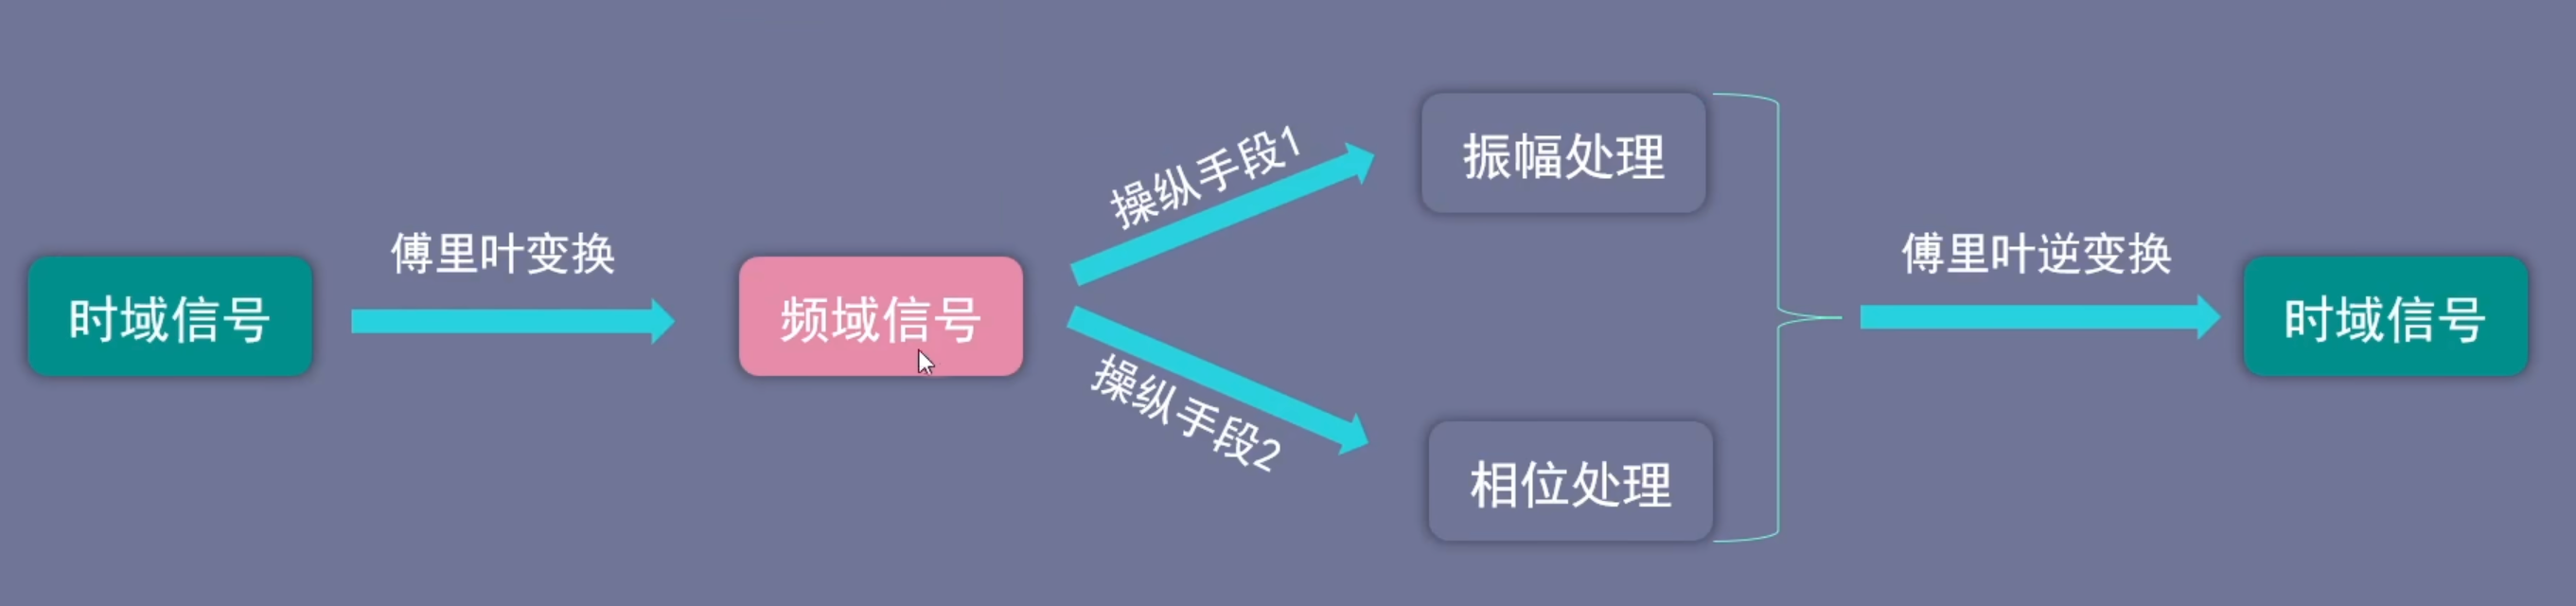 时域信号
傅里叶变换
频域信号
操纵手段1
振幅处理
操纵手段2
相位处理
傅里叶逆变换
时域信号